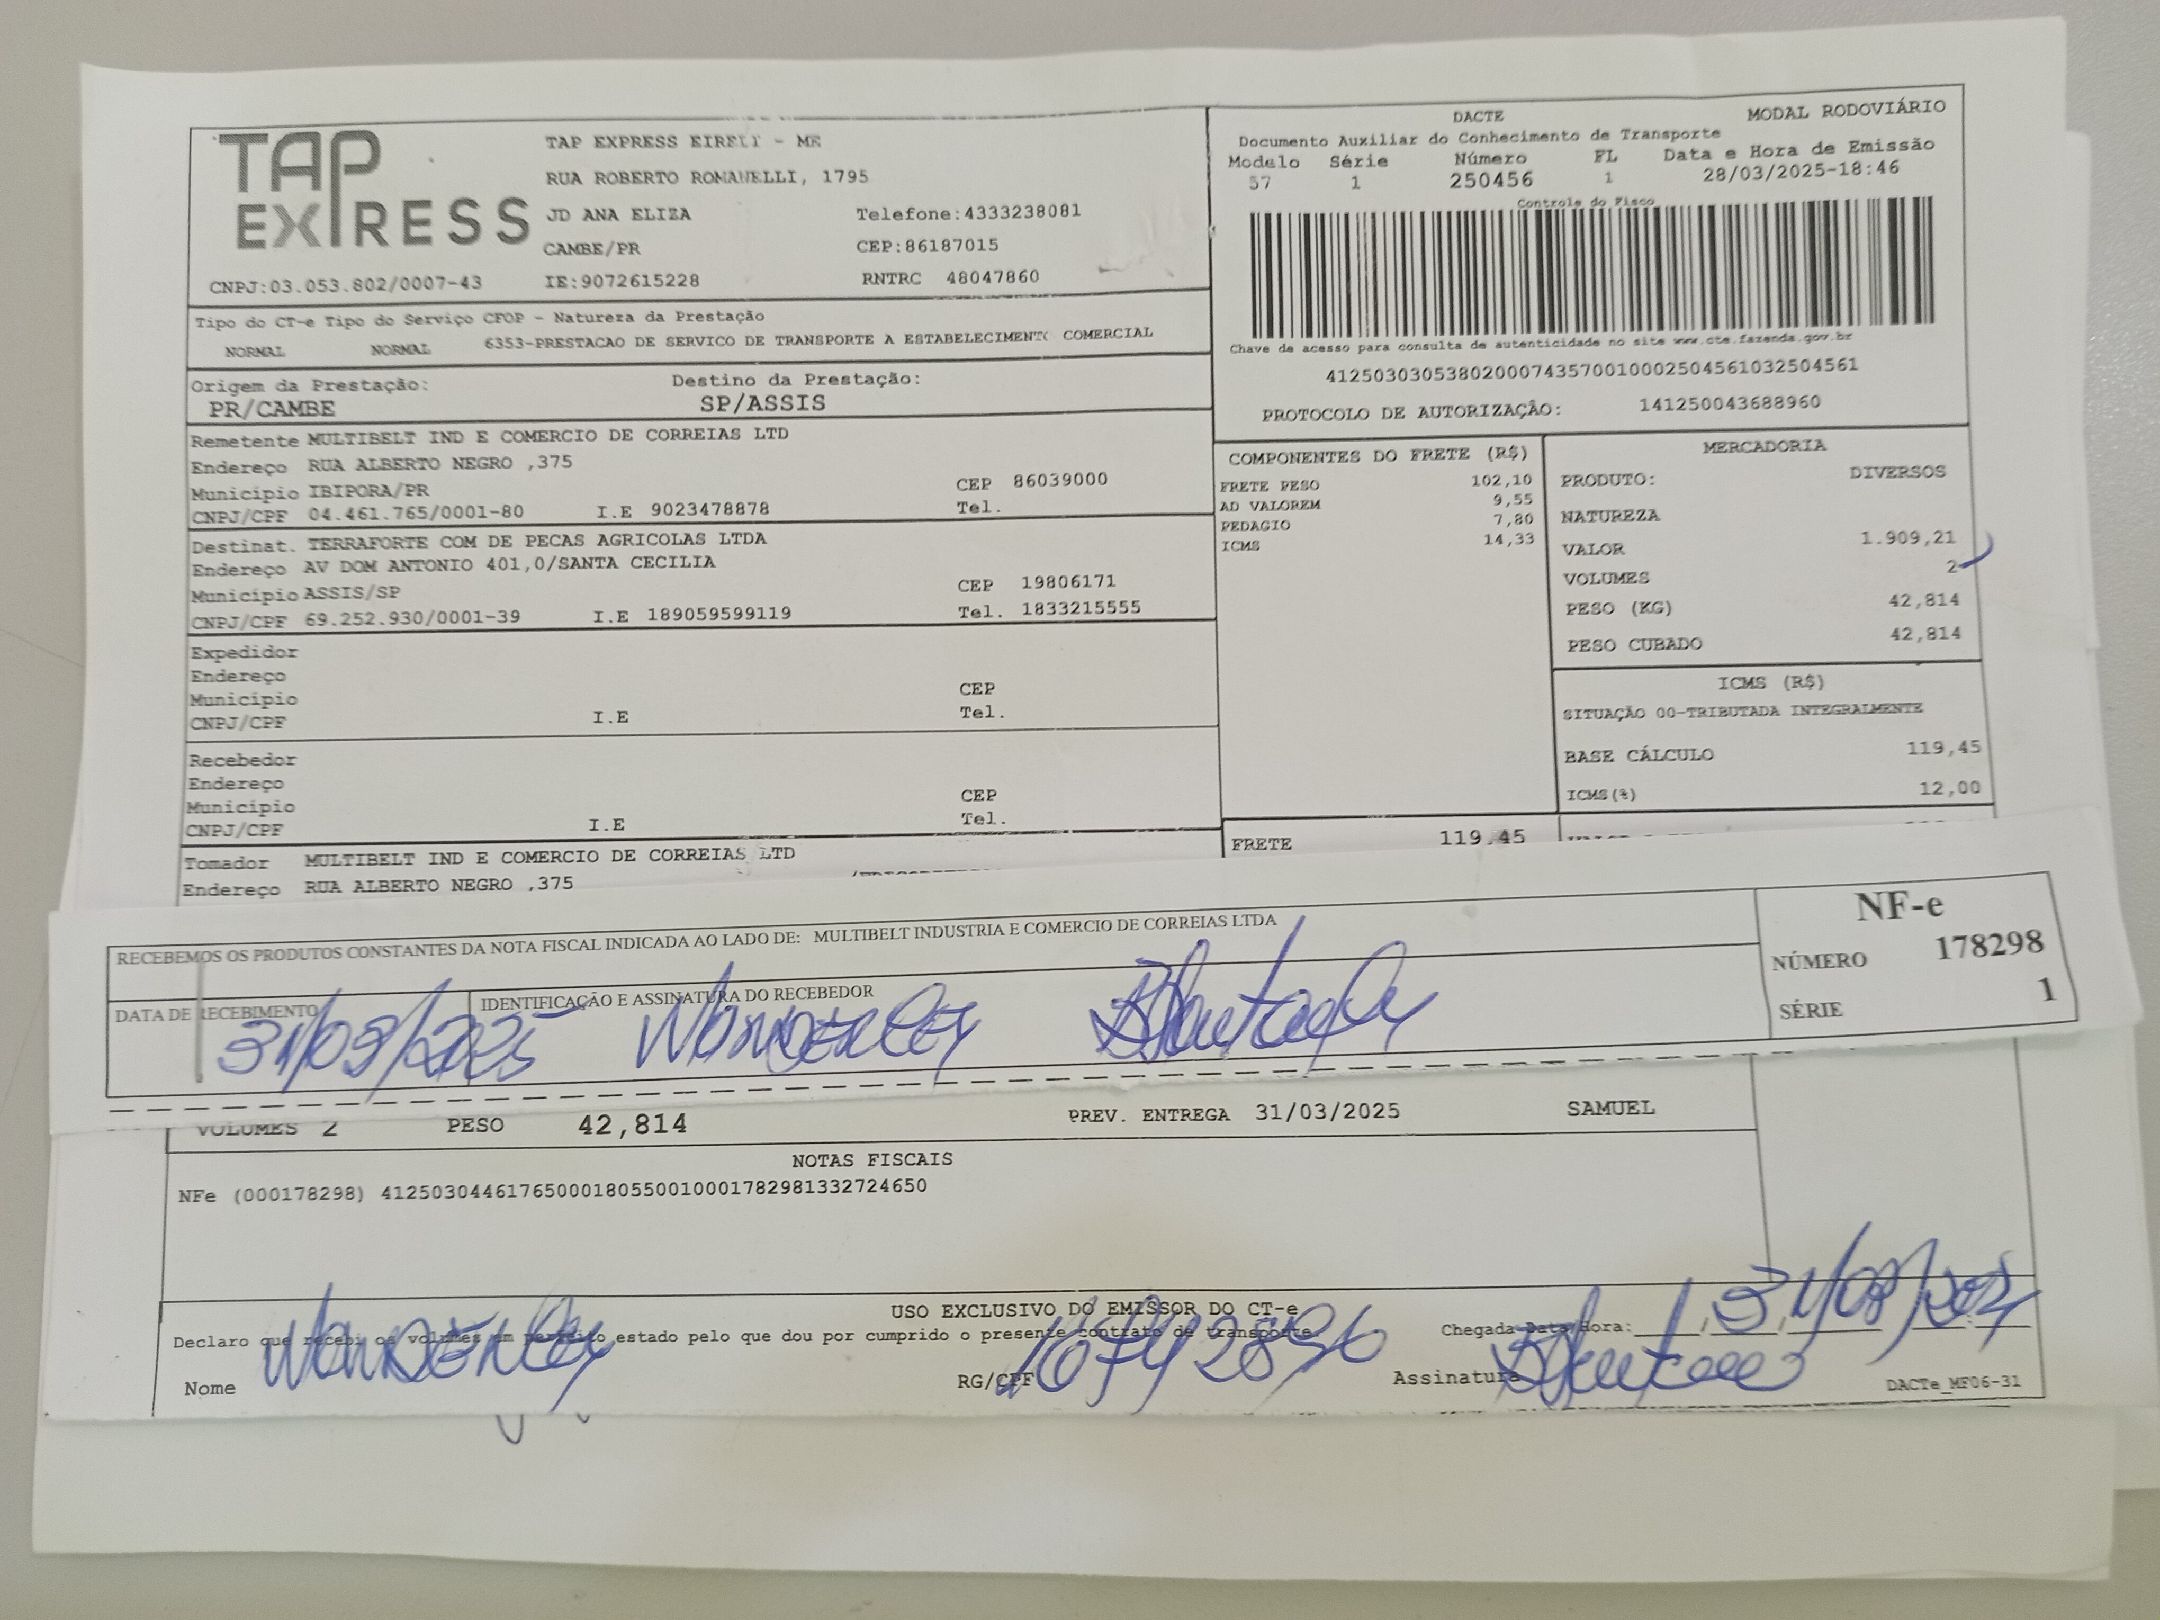 TAP EXPRESS
TAP EXPRESS EIRELI - ME
RUA ROBERTO ROMANELLI, 1795
JD ANA ELIZA Telefone:4333238081
CAMBE/PR CEP:86187015
CNPJ:03.053.802/0007-43 IE:9072615228 RNTRC 48047860
DACTE MODAL RODOVIÁRIO
Documento Auxiliar do Conhecimento de Transporte
Modelo Série Número FL Data e Hora de Emissão
57 1 250456 1 28/03/2025-18:46
Controle do Fisco
Chave de acesso para consulta de autenticidade no site www.cte.fazenda.gov.br
41250303053802000743570010002504561032504561
PROTOCOLO DE AUTORIZAÇÃO: 141250043688960
Tipo do CT-e Tipo do Serviço CFOP - Natureza da Prestação
NORMAL NORMAL 6353-PRESTACAO DE SERVICO DE TRANSPORTE A ESTABELECIMENTO COMERCIAL
Origem da Prestação: Destino da Prestação:
PR/CAMBE SP/ASSIS
Remetente MULTIBELT IND E COMERCIO DE CORREIAS LTD
Endereço RUA ALBERTO NEGRO ,375
Município IBIPORA/PR CEP 86039000
CNPJ/CPF 04.461.765/0001-80 I.E 9023478878 Tel.
Destinat. TERRAFORTE COM DE PECAS AGRICOLAS LTDA
Endereço AV DOM ANTONIO 401,0/SANTA CECILIA
Município ASSIS/SP CEP 19806171
CNPJ/CPF 69.252.930/0001-39 I.E 189059599119 Tel. 1833215555
Expedidor
Endereço
Município CEP
CNPJ/CPF I.E Tel.
Recebedor
Endereço
Município CEP
CNPJ/CPF I.E Tel.
Tomador MULTIBELT IND E COMERCIO DE CORREIAS LTD
Endereço RUA ALBERTO NEGRO ,375
COMPONENTES DO FRETE (R$)
FRETE PESO 102,10
AD VALOREM 9,55
PEDAGIO 7,80
ICMS 14,33
FRETE 119,45
MERCADORIA
PRODUTO: DIVERSOS
NATUREZA
VALOR 1.909,21
VOLUMES 2
PESO (KG) 42,814
PESO CUBADO 42,814
ICMS (R$)
SITUAÇÃO 00-TRIBUTADA INTEGRALMENTE
BASE CÁLCULO 119,45
ICMS(%) 12,00
RECEBEMOS OS PRODUTOS CONSTANTES DA NOTA FISCAL INDICADA AO LADO DE: MULTIBELT INDUSTRIA E COMERCIO DE CORREIAS LTDA
DATA DE RECEBIMENTO IDENTIFICAÇÃO E ASSINATURA DO RECEBEDOR
31/03/2025 Wanderley
NF-e
NÚMERO 178298
SÉRIE 1
VOLUMES 2 PESO 42,814 PREV. ENTREGA 31/03/2025 SAMUEL
NOTAS FISCAIS
NFe (000178298) 41250304461765000180550010001782981332724650
USO EXCLUSIVO DO EMISSOR DO CT-e
Declaro que recebi os volumes em perfeito estado pelo que dou por cumprido o presente contrato de transporte. Chegada Data/Hora:
Nome Wanderley RG/CPF Assinatura DACTe_MF06-31